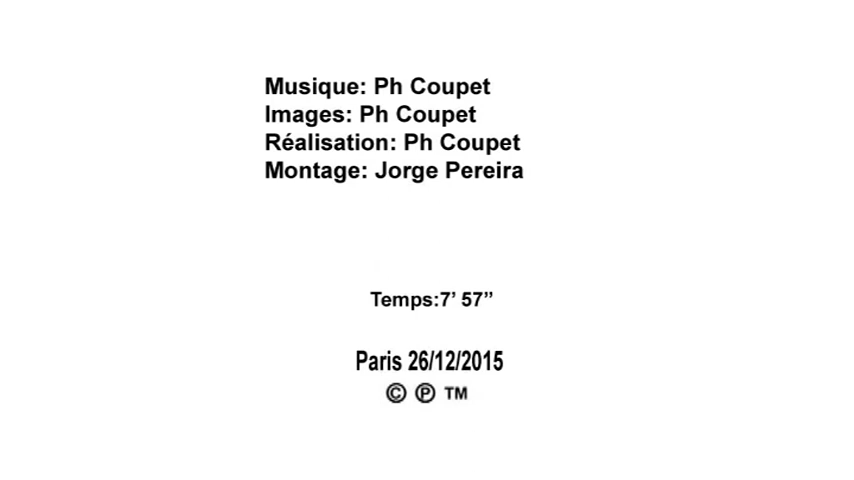 Musique: Ph Coupet
Images: Ph Coupet
Réalisation: Ph Coupet
Montage: Jorge Pereira
Temps:7’ 57”
Paris 26/12/2015
© ℗ TM